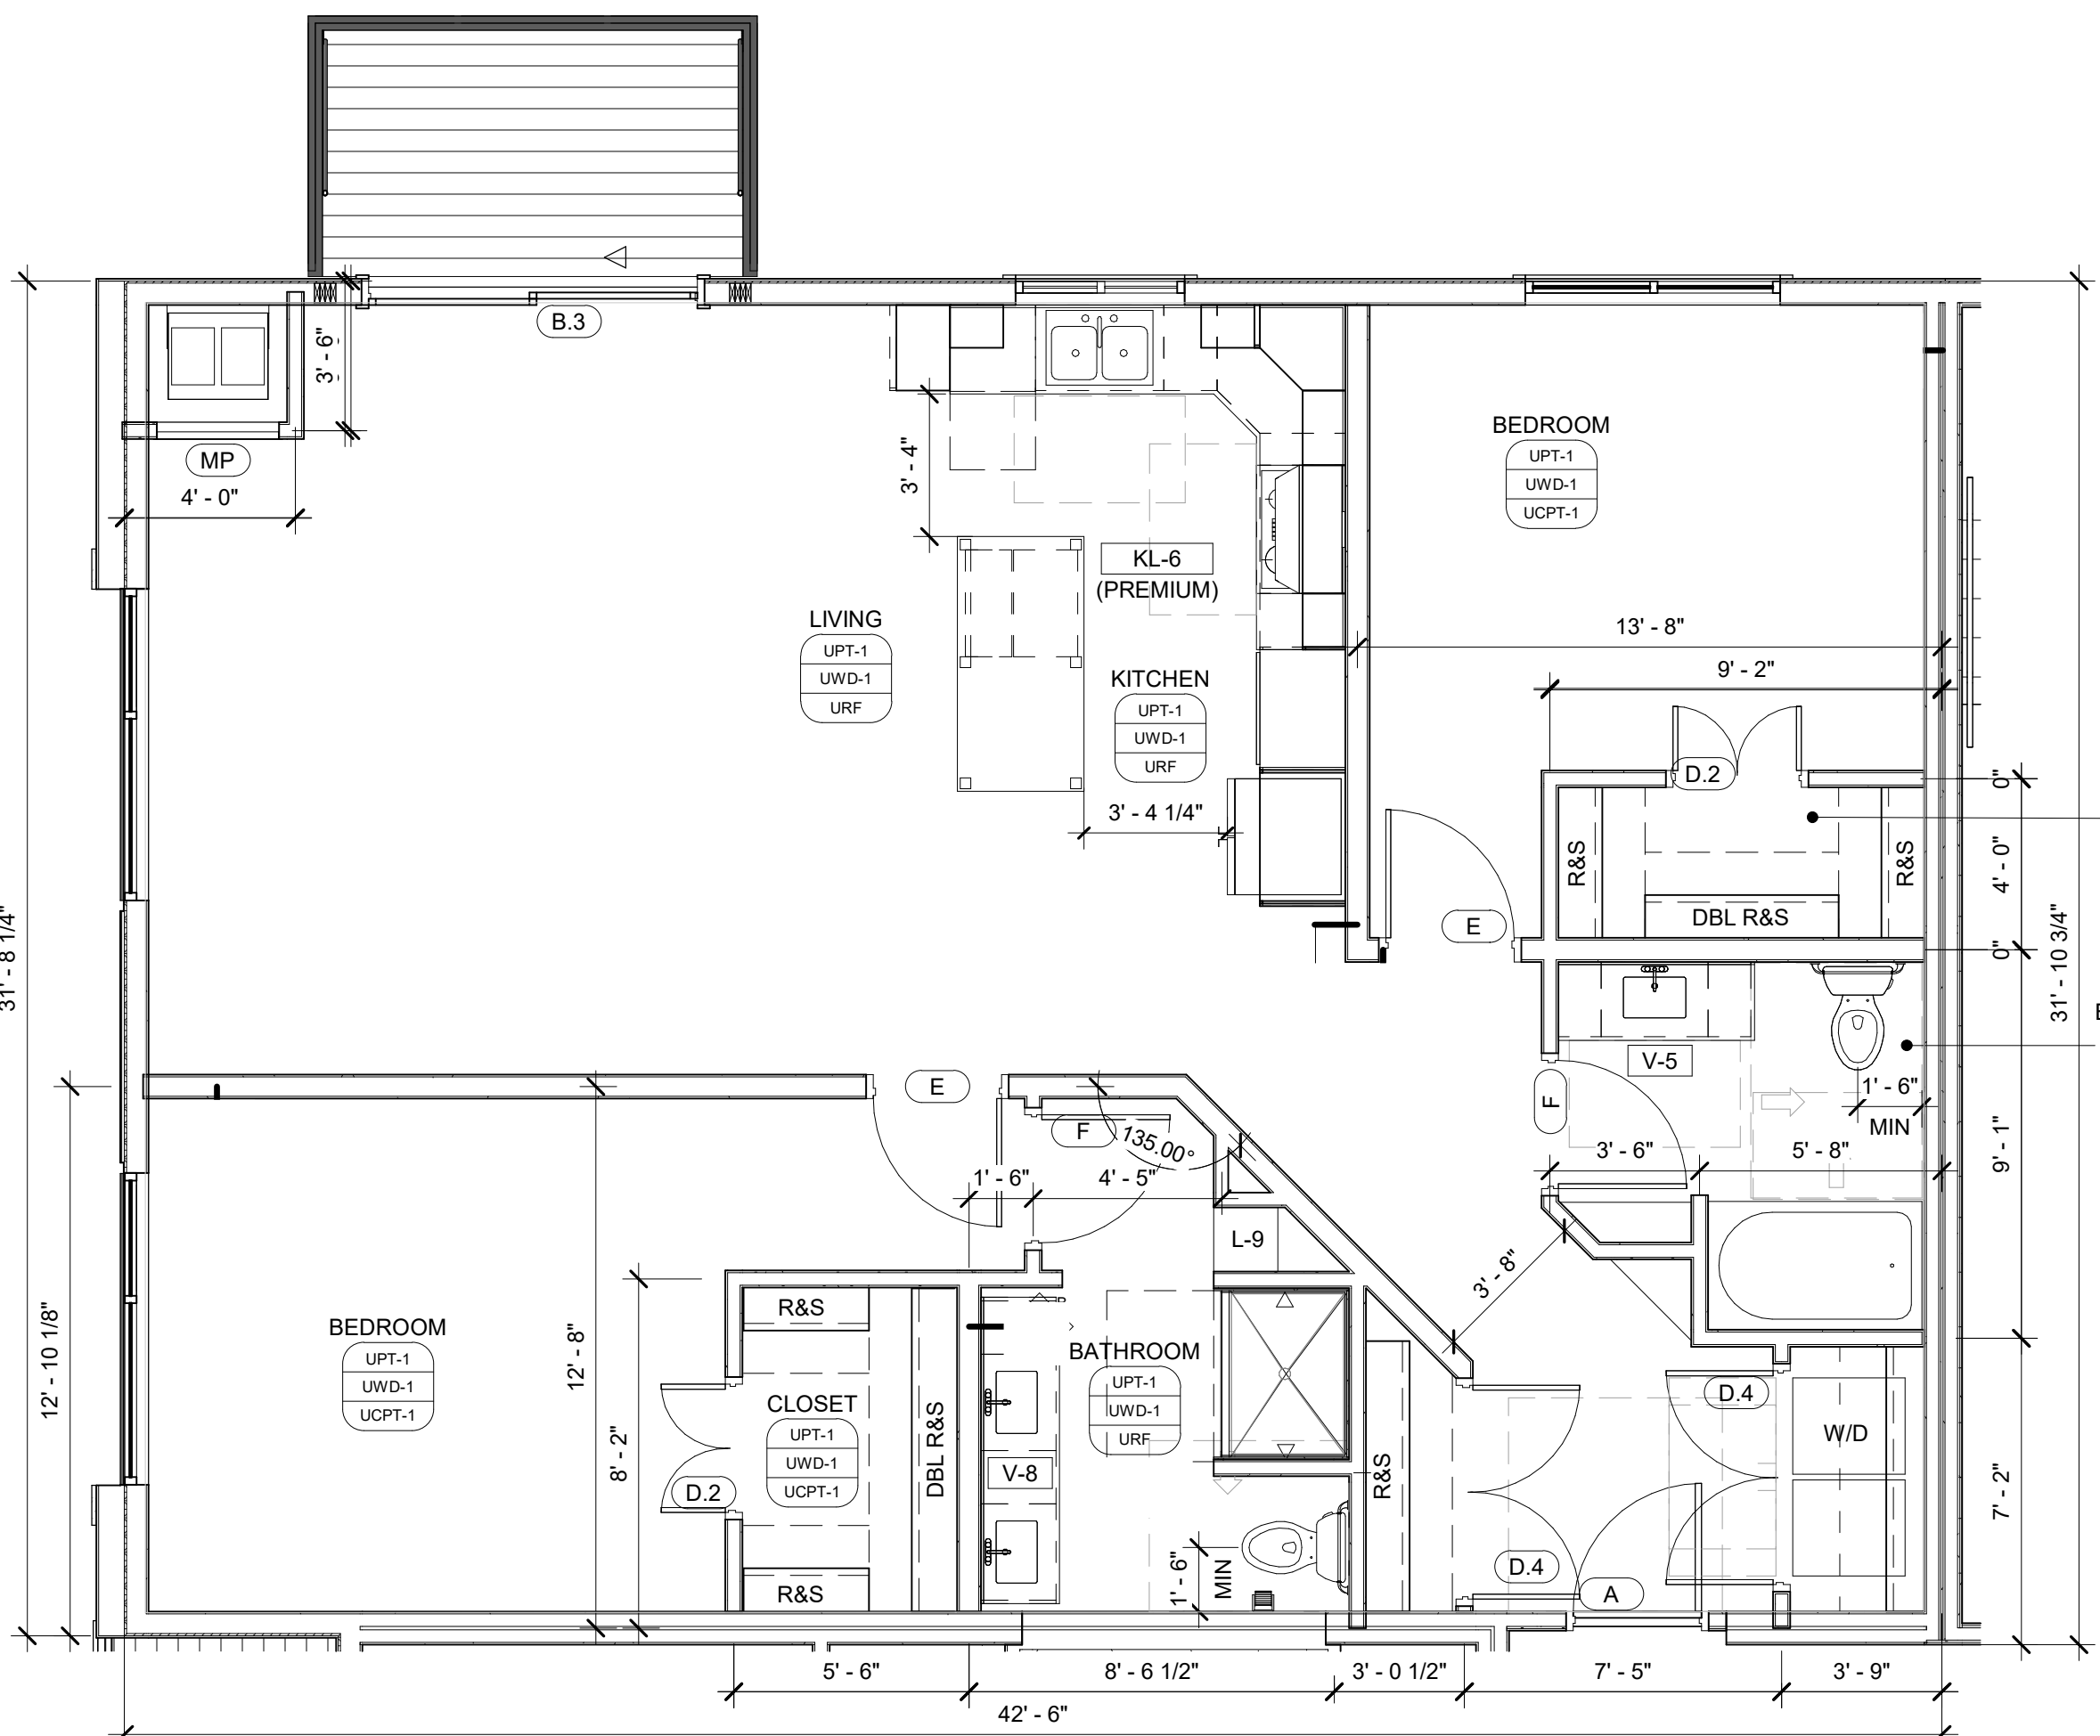 B.3
3' - 6"
MP
4' - 0"
BEDROOM
UPT-1
UWD-1
UCPT-1
3' - 4"
KL-6
(PREMIUM)
LIVING
UPT-1
UWD-1
URF
13' - 8"
9' - 2"
KITCHEN
UPT-1
UWD-1
URF
D.2
0"
3' - 4 1/4"
R&S
R&S
4' - 0"
DBL R&S
E
0"
31' - 8 1/4"
31' - 10 3/4"
V-5
1' - 6"
MIN
E
F
F
135.00°
3' - 6"
5' - 8"
9' - 1"
1' - 6"
4' - 5"
L-9
3' - 8"
R&S
BEDROOM
UPT-1
UWD-1
UCPT-1
12' - 10 1/8"
12' - 8"
BATHROOM
UPT-1
UWD-1
URF
D.4
CLOSET
UPT-1
UWD-1
UCPT-1
W/D
8' - 2"
DBL R&S
V-8
R&S
D.2
7' - 2"
1' - 6"
MIN
D.4
A
R&S
5' - 6"
8' - 6 1/2"
3' - 0 1/2"
7' - 5"
3' - 9"
42' - 6"